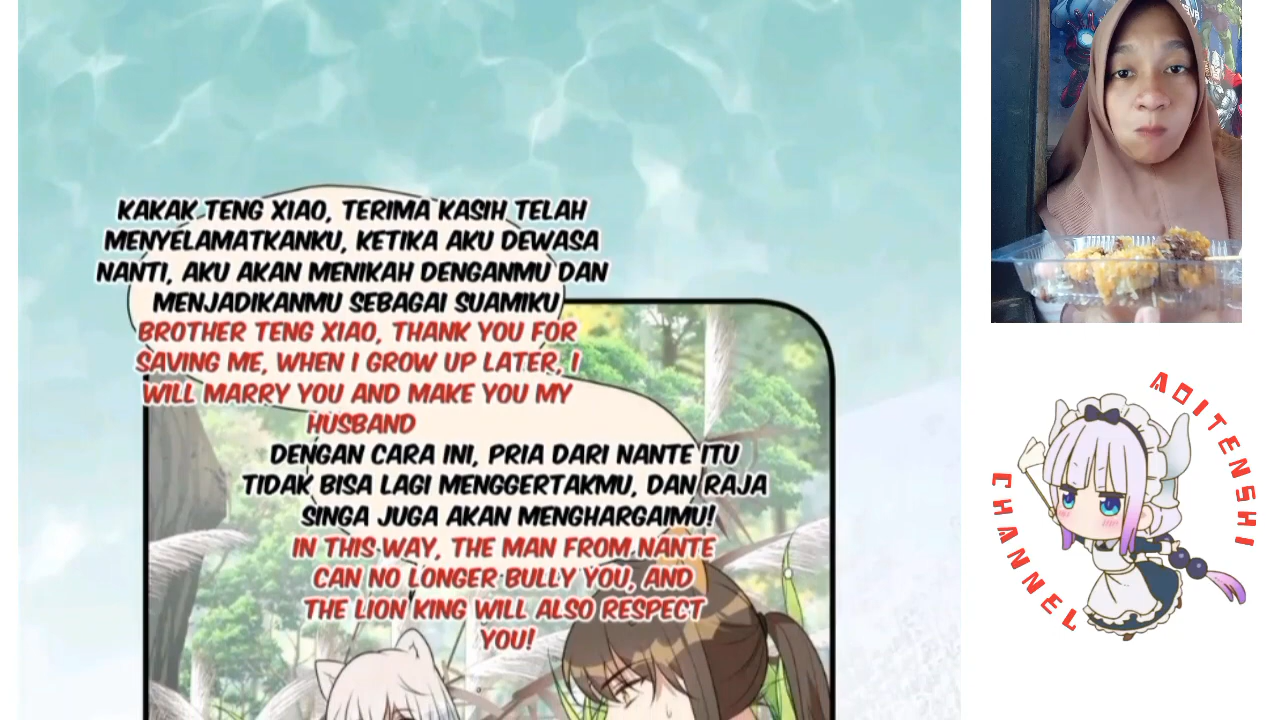 KAKAK TENG XIAO, TERIMA KASIH TELAH
MENYELAMATKANKU, KETIKA AKU DEWASA
NANTI, AKU AKAN MENIKAH DENGANMU DAN
MENJADIKANMU SEBAGAI SUAMIKU
BROTHER TENG XIAO, THANK YOU FOR
SAVING ME, WHEN I GROW UP LATER, I
WILL MARRY YOU AND MAKE YOU MY
HUSBAND
DENGAN CARA INI, PRIA DARI NANTE ITU
TIDAK BISA LAGI MENGGERTAKMU, DAN RAJA
SINGA JUGA AKAN MENGHARGAIMU!
IN THIS WAY, THE MAN FROM NANTE
CAN NO LONGER BULLY YOU, AND
THE LION KING WILL ALSO RESPECT
YOU!
AOITENSHI
CHANNEL